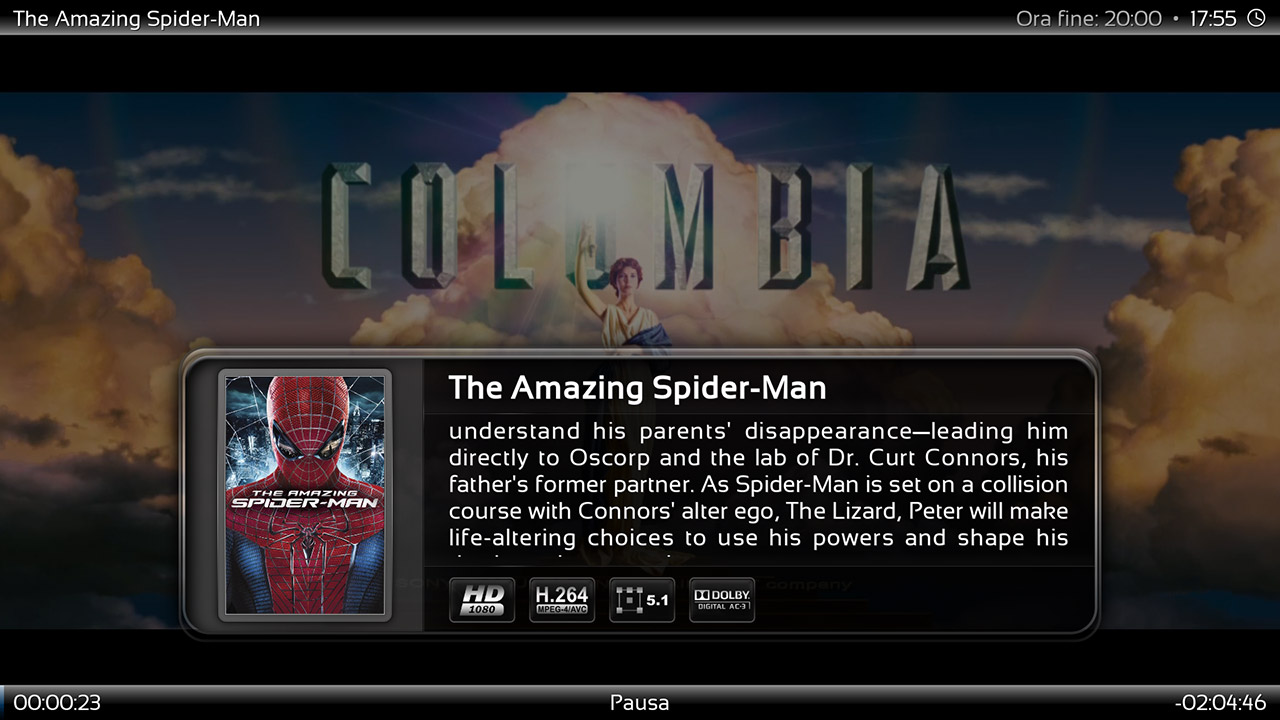 The Amazing Spider-Man
Ora fine: 20:00 • 17:55
COLUMBIA
The Amazing Spider-Man
understand his parents' disappearance—leading him
directly to Oscorp and the lab of Dr. Curt Connors, his
father's former partner. As Spider-Man is set on a collision
course with Connors' alter ego, The Lizard, Peter will make
life-altering choices to use his powers and shape his
THE AMAZING
SPIDER-MAN
SONY
company
HD
1080
H.264
MPEG-4/AVC
5.1
DOLBY
DIGITAL AC-3
00:00:23
Pausa
-02:04:46